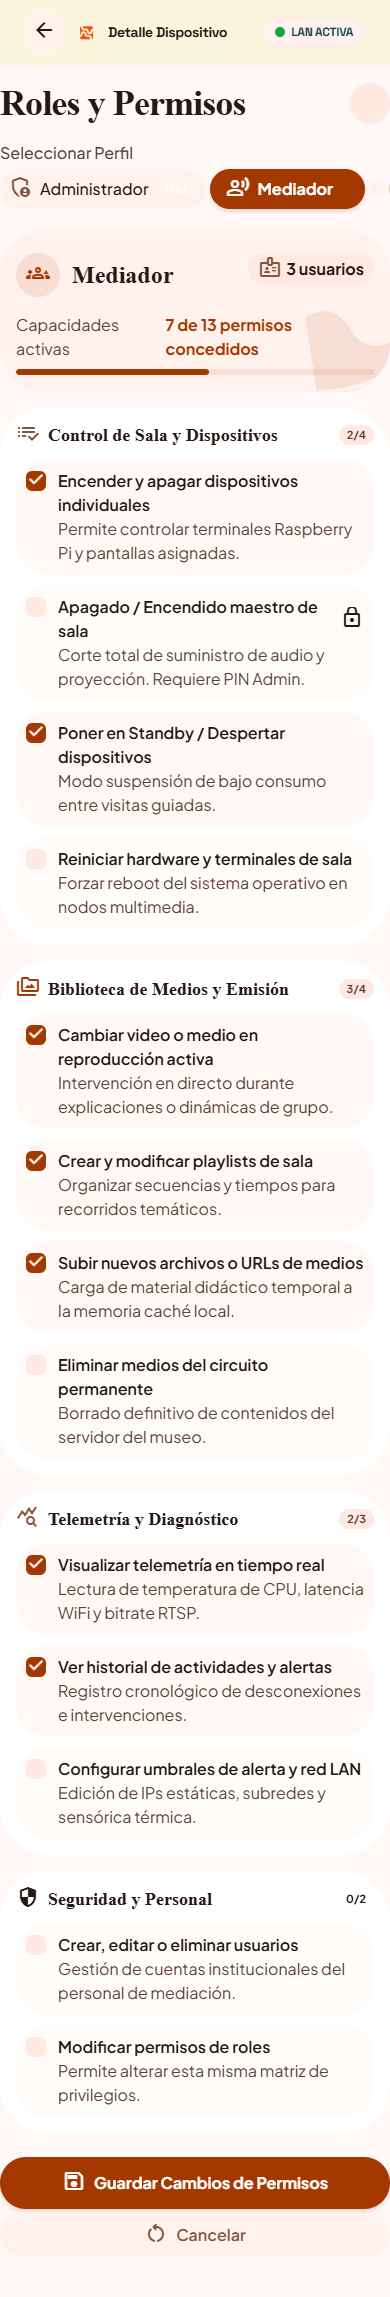 Detalle Dispositivo
LAN ACTIVA
Roles y Permisos
Seleccionar Perfil
Administrador
FULL
Mediador
Mediador
3 usuarios
Capacidades
activas
7 de 13 permisos
concedidos
Control de Sala y Dispositivos
2/4
Encender y apagar dispositivos
individuales
Permite controlar terminales Raspberry
Pi y pantallas asignadas.
Apagado / Encendido maestro de
sala
Corte total de suministro de audio y
proyección. Requiere PIN Admin.
Poner en Standby / Despertar
dispositivos
Modo suspensión de bajo consumo
entre visitas guiadas.
Reiniciar hardware y terminales de sala
Forzar reboot del sistema operativo en
nodos multimedia.
Biblioteca de Medios y Emisión
3/4
Cambiar video o medio en
reproducción activa
Intervención en directo durante
explicaciones o dinámicas de grupo.
Crear y modificar playlists de sala
Organizar secuencias y tiempos para
recorridos temáticos.
Subir nuevos archivos o URLs de medios
Carga de material didáctico temporal a
la memoria caché local.
Eliminar medios del circuito
permanente
Borrado definitivo de contenidos del
servidor del museo.
Telemetría y Diagnóstico
2/3
Visualizar telemetría en tiempo real
Lectura de temperatura de CPU, latencia
WiFi y bitrate RTSP.
Ver historial de actividades y alertas
Registro cronológico de desconexiones
e intervenciones.
Configurar umbrales de alerta y red LAN
Edición de IPs estáticas, subredes y
sensórica térmica.
Seguridad y Personal
0/2
Crear, editar o eliminar usuarios
Gestión de cuentas institucionales del
personal de mediación.
Modificar permisos de roles
Permite alterar esta misma matriz de
privilegios.
Guardar Cambios de Permisos
Cancelar